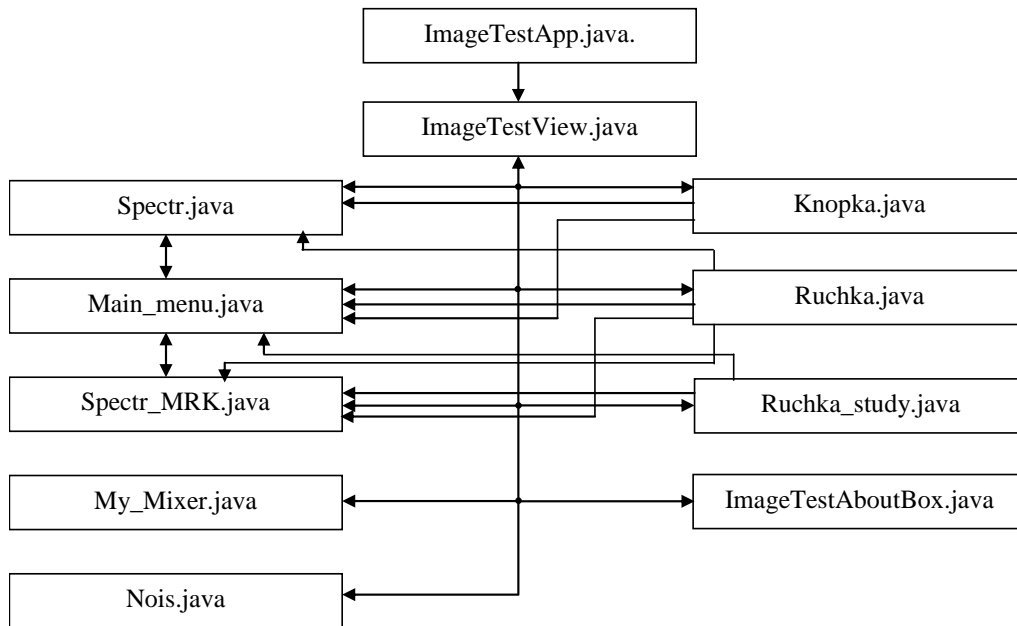 ImageTestApp.java.
ImageTestView.java
Spectr.java
Knopka.java
Main_menu.java
Ruchka.java
Spectr_MRK.java
Ruchka_study.java
My_Mixer.java
ImageTestAboutBox.java
Nois.java